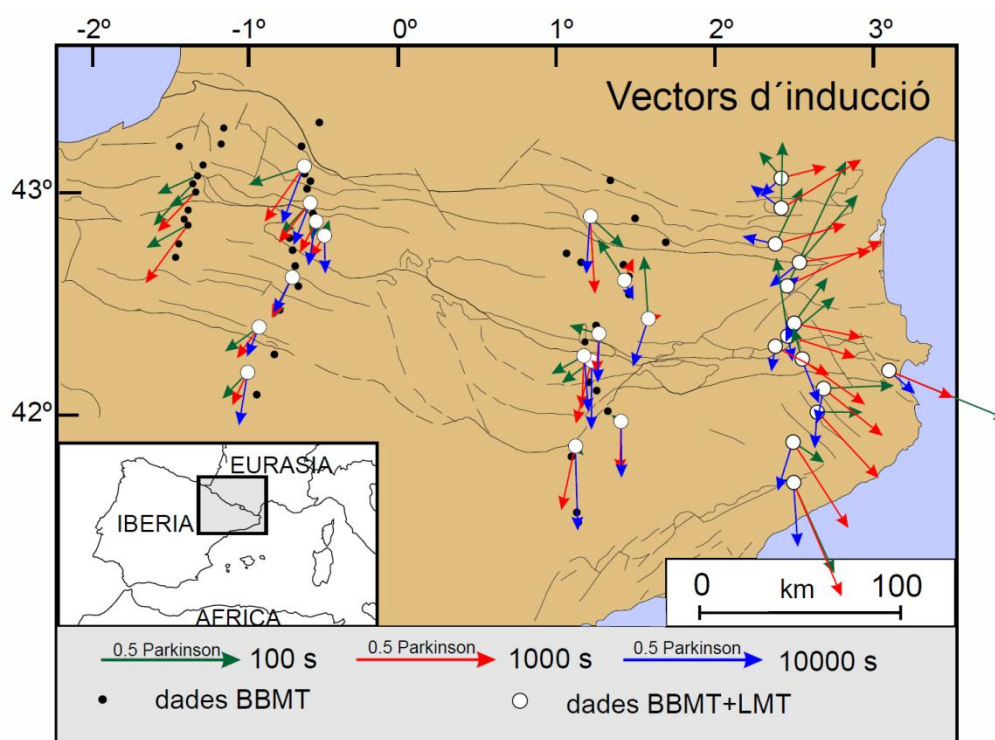 -2º -1º 0º 1º 2º 3º
Vectors d´inducció
43º
42º
EURASIA
IBERIA
AFRICA
0 km 100
0.5 Parkinson 100 s 0.5 Parkinson 1000 s 0.5 Parkinson 10000 s
dades BBMT dades BBMT+LMT